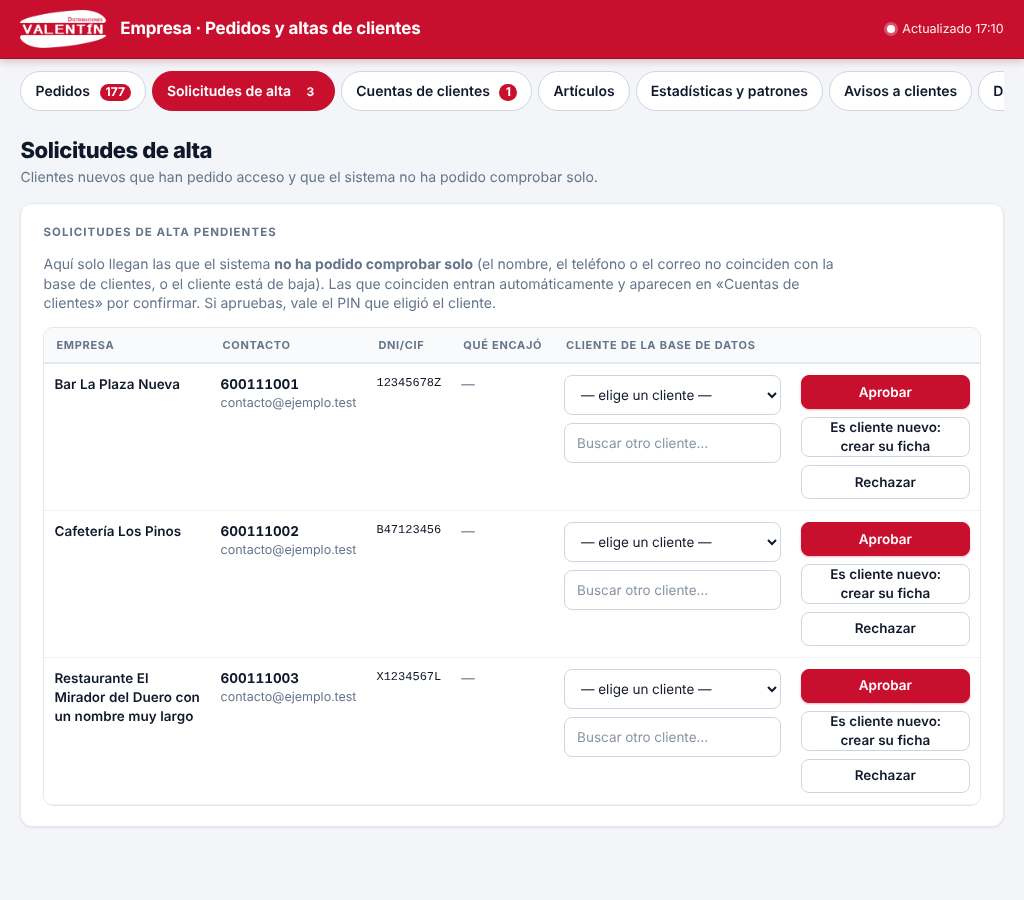 Distribuciones
VALENTÍN
Empresa · Pedidos y altas de clientes
Actualizado 17:10
Pedidos 177
Solicitudes de alta 3
Cuentas de clientes 1
Artículos
Estadísticas y patrones
Avisos a clientes
D
Solicitudes de alta
Clientes nuevos que han pedido acceso y que el sistema no ha podido comprobar solo.
SOLICITUDES DE ALTA PENDIENTES
Aquí solo llegan las que el sistema no ha podido comprobar solo (el nombre, el teléfono o el correo no coinciden con la
base de clientes, o el cliente está de baja). Las que coinciden entran automáticamente y aparecen en «Cuentas de
clientes» por confirmar. Si apruebas, vale el PIN que eligió el cliente.
EMPRESA CONTACTO DNI/CIF QUÉ ENCAJÓ CLIENTE DE LA BASE DE DATOS
Bar La Plaza Nueva
600111001
contacto@ejemplo.test
12345678Z
—
— elige un cliente —
Buscar otro cliente...
Aprobar
Es cliente nuevo:
crear su ficha
Rechazar
Cafetería Los Pinos
600111002
contacto@ejemplo.test
B47123456
—
— elige un cliente —
Buscar otro cliente...
Aprobar
Es cliente nuevo:
crear su ficha
Rechazar
Restaurante El
Mirador del Duero con
un nombre muy largo
600111003
contacto@ejemplo.test
X1234567L
—
— elige un cliente —
Buscar otro cliente...
Aprobar
Es cliente nuevo:
crear su ficha
Rechazar